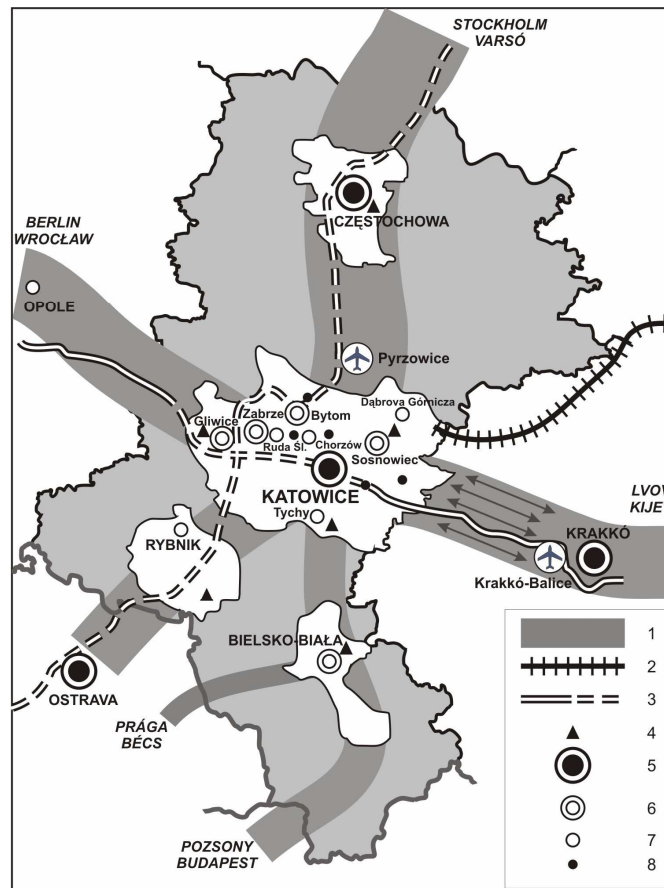 STOCKHOLM
VARSÓ
CZĘSTOCHOWA
BERLIN
WROCŁAW
OPOLE
Pyrzowice
Dąbrova Górnicza
Zabrze
Bytom
Gliwice
Ruda Śl.
Chorzów
Sosnowiec
KATOWICE
Tychy
LVOV
KIJE
KRAKKÓ
RYBNIK
Krakkó-Balice
BIELSKO-BIAŁA
OSTRAVA
PRÁGA
BÉCS
POZSONY
BUDAPEST
1
2
3
4
5
6
7
8